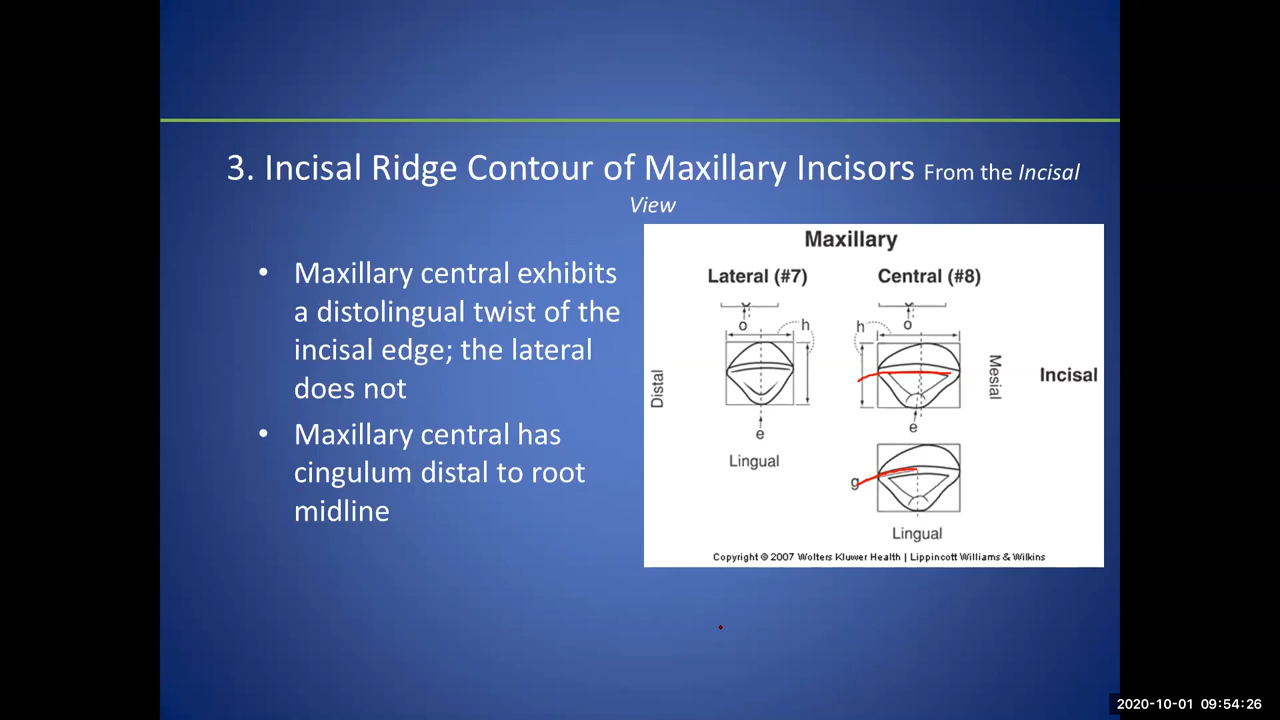 3. Incisal Ridge Contour of Maxillary Incisors From the Incisal
View
• Maxillary central exhibits
a distolingual twist of the
incisal edge; the lateral
does not
• Maxillary central has
cingulum distal to root
midline
Maxillary
Lateral (#7) Central (#8)
o h h o
Distal
Mesial
Incisal
e e
Lingual
g
Lingual
Copyright © 2007 Wolters Kluwer Health | Lippincott Williams & Wilkins
2020-10-01 09:54:26